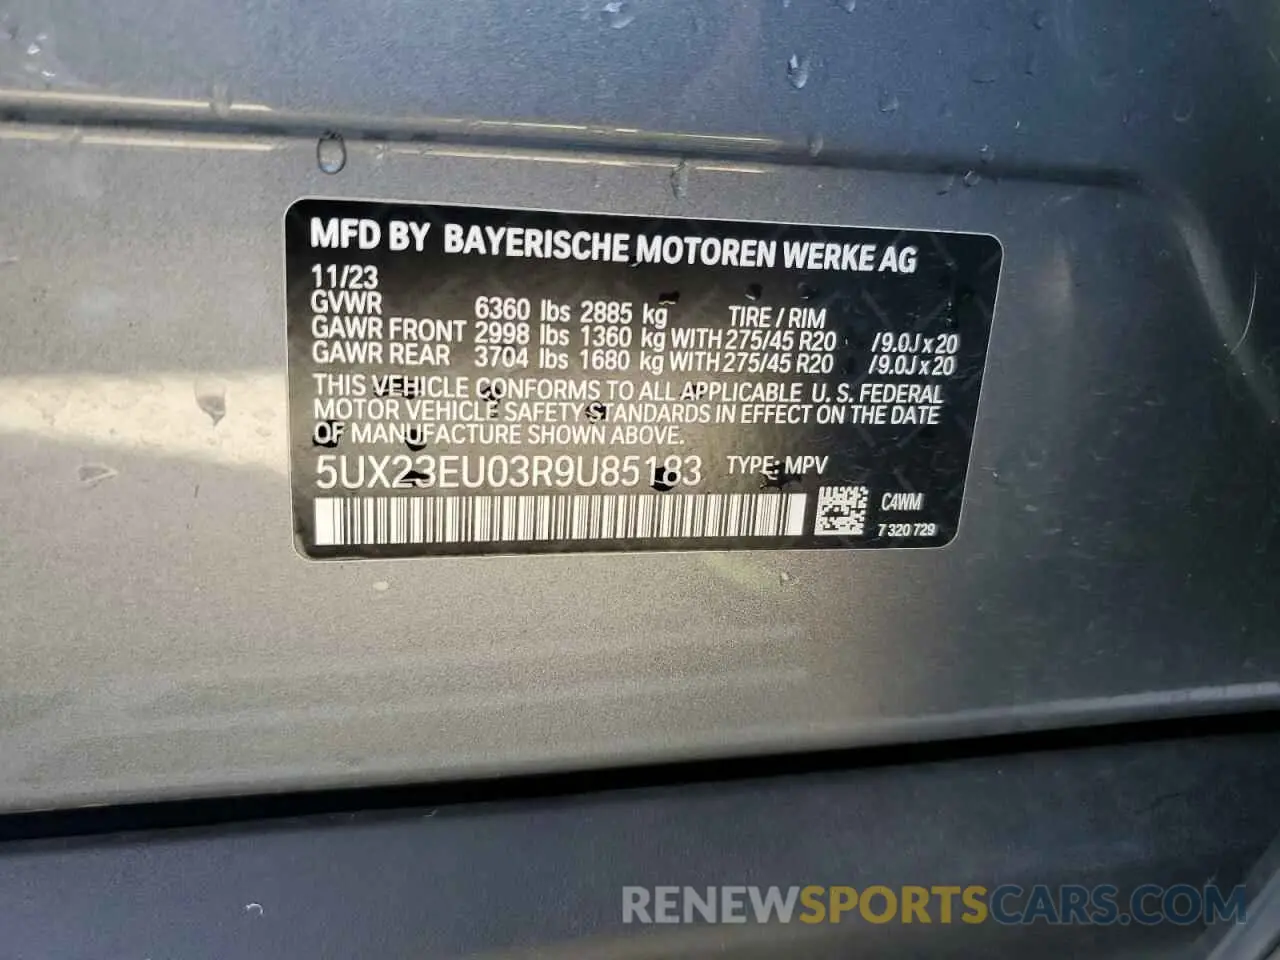 MFD BY BAYERISCHE MOTOREN WERKE AG
11/23
GVWR 6360 lbs 2885 kg TIRE / RIM
GAWR FRONT 2998 lbs 1360 kg WITH 275/45 R20 /9.0J x 20
GAWR REAR 3704 lbs 1680 kg WITH 275/45 R20 /9.0J x 20
THIS VEHICLE CONFORMS TO ALL APPLICABLE U. S. FEDERAL
MOTOR VEHICLE SAFETY STANDARDS IN EFFECT ON THE DATE
OF MANUFACTURE SHOWN ABOVE.
5UX23EU03R9U85183 TYPE: MPV
C4WM
7 320 729
RENEWSPORTSCARS.COM